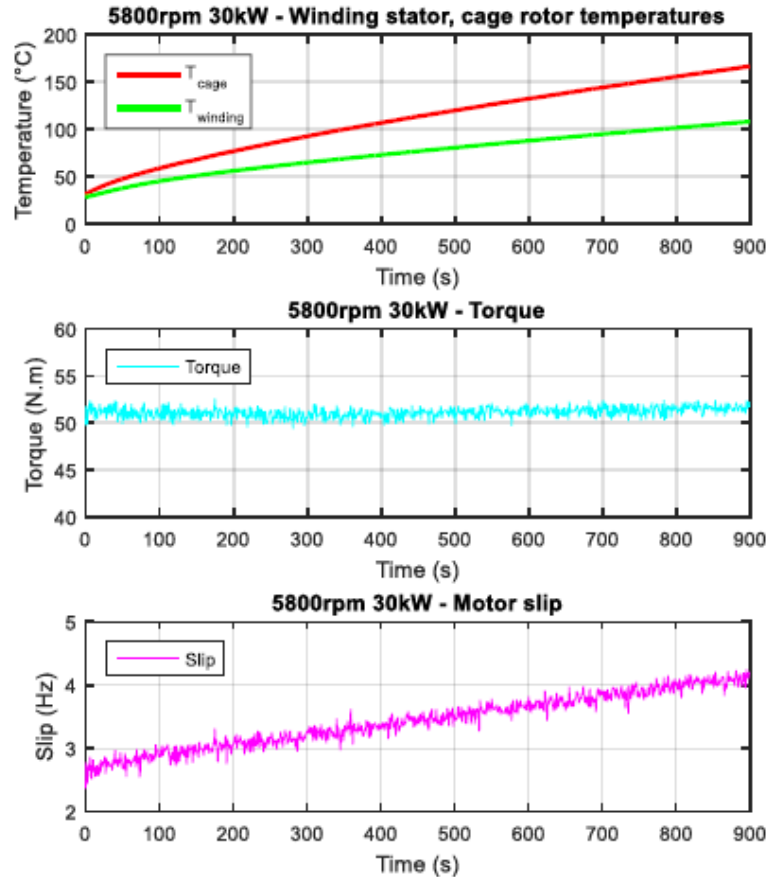 5800rpm 30kW - Winding stator, cage rotor temperatures
Temperature (°C)
200
150
100
50
0
T cage
T winding
0 100 200 300 400 500 600 700 800 900
Time (s)
5800rpm 30kW - Torque
Torque (N.m)
60
55
50
45
40
Torque
0 100 200 300 400 500 600 700 800 900
Time (s)
5800rpm 30kW - Motor slip
Slip (Hz)
5
4
3
2
Slip
0 100 200 300 400 500 600 700 800 900
Time (s)